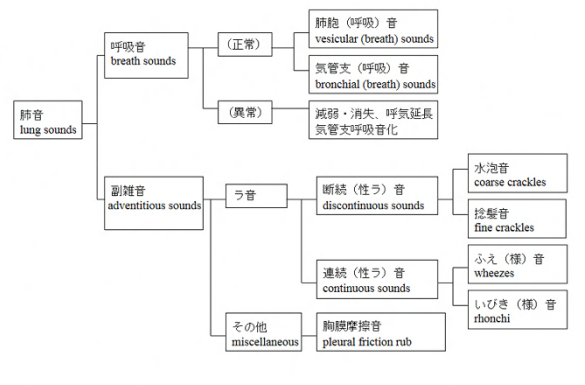 肺音
lung sounds
呼吸音
breath sounds
（正常）
肺胞（呼吸）音
vesicular (breath) sounds
気管支（呼吸）音
bronchial (breath) sounds
（異常）
減弱・消失、呼気延長
気管支呼吸音化
副雑音
adventitious sounds
ラ音
断続（性ラ）音
discontinuous sounds
水泡音
coarse crackles
捻髪音
fine crackles
連続（性ラ）音
continuous sounds
ふえ（様）音
wheezes
いびき（様）音
rhonchi
その他
miscellaneous
胸膜摩擦音
pleural friction rub